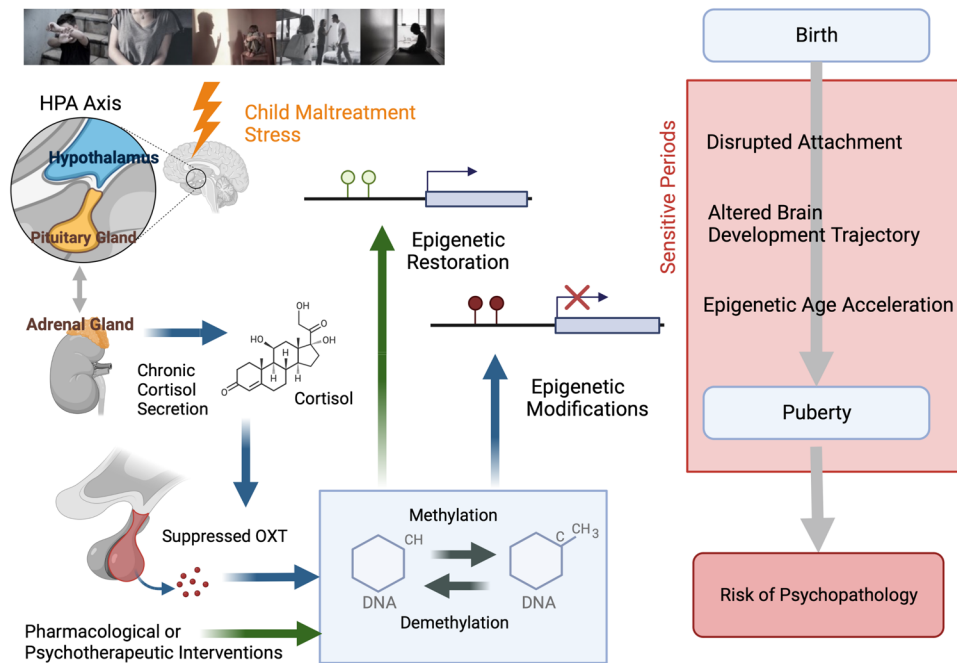 HPA Axis
Hypothalamus
Pituitary Gland
Child Maltreatment
Stress
Adrenal Gland
Chronic
Cortisol
Secretion
OH
O
HO
OH
H
H
H
O
Cortisol
Epigenetic
Restoration
Epigenetic
Modifications
Suppressed OXT
Pharmacological or
Psychotherapeutic Interventions
Methylation
CH
DNA
C
CH3
DNA
Demethylation
Birth
Sensitive Periods
Disrupted Attachment
Altered Brain
Development Trajectory
Epigenetic Age Acceleration
Puberty
Risk of Psychopathology